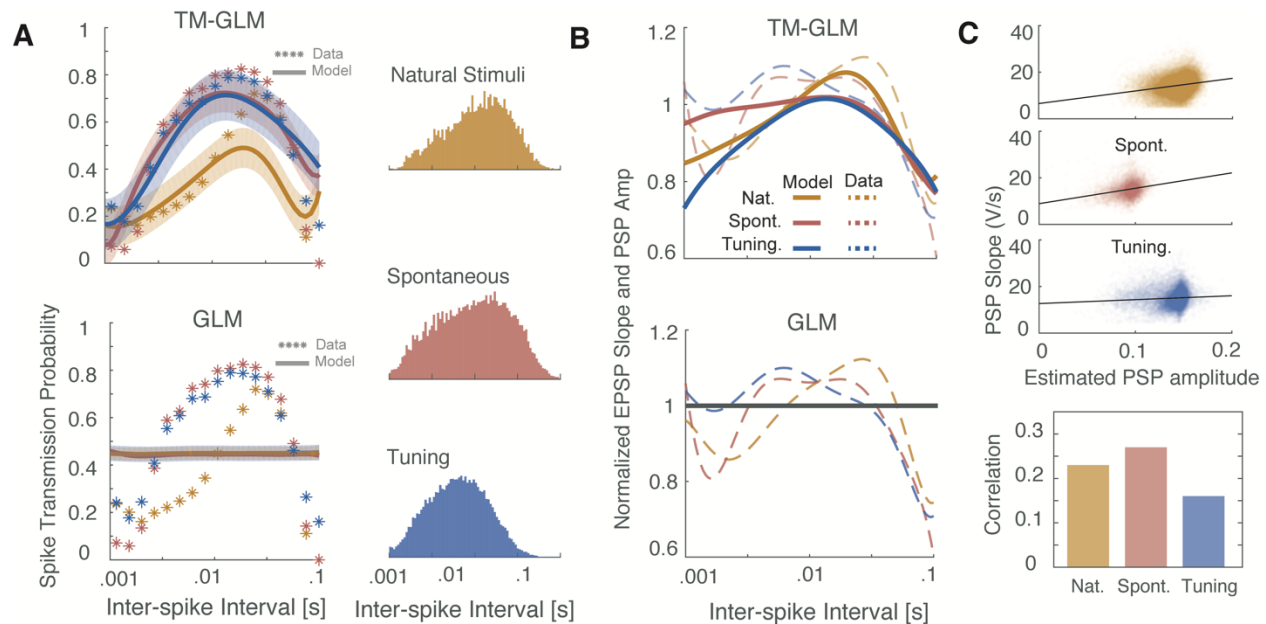 A
TM-GLM
Data
Model
0
0.2
0.4
0.6
0.8
1
GLM
Data
Model
0
0.2
0.4
0.6
0.8
1
Spike Transmission Probability
.001
.01
.1
Inter-spike Interval [s]
Natural Stimuli
Spontaneous
Tuning
.001
.01
.1
Inter-spike Interval [s]
B
TM-GLM
1.2
1
0.8
0.6
Model
Data
Nat.
Spont.
Tuning.
GLM
1.2
1
0.8
0.6
Normalized EPSP Slope and PSP Amp
.001
.01
.1
Inter-spike Interval [s]
C
40
20
0
Spont.
40
20
0
Tuning.
40
20
0
PSP Slope (V/s)
0
0.1
0.2
Estimated PSP amplitude
0.3
0.2
0.1
0
Correlation
Nat.
Spont.
Tuning